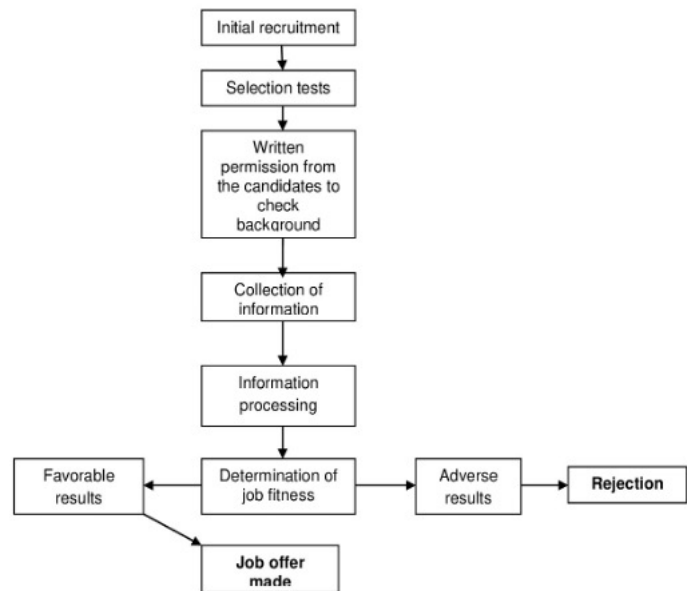 Initial recruitment
Selection tests
Written
permission from
the candidates to
check
background
Collection of
information
Information
processing
Favorable
results
Determination of
job fitness
Adverse
results
Rejection
Job offer
made